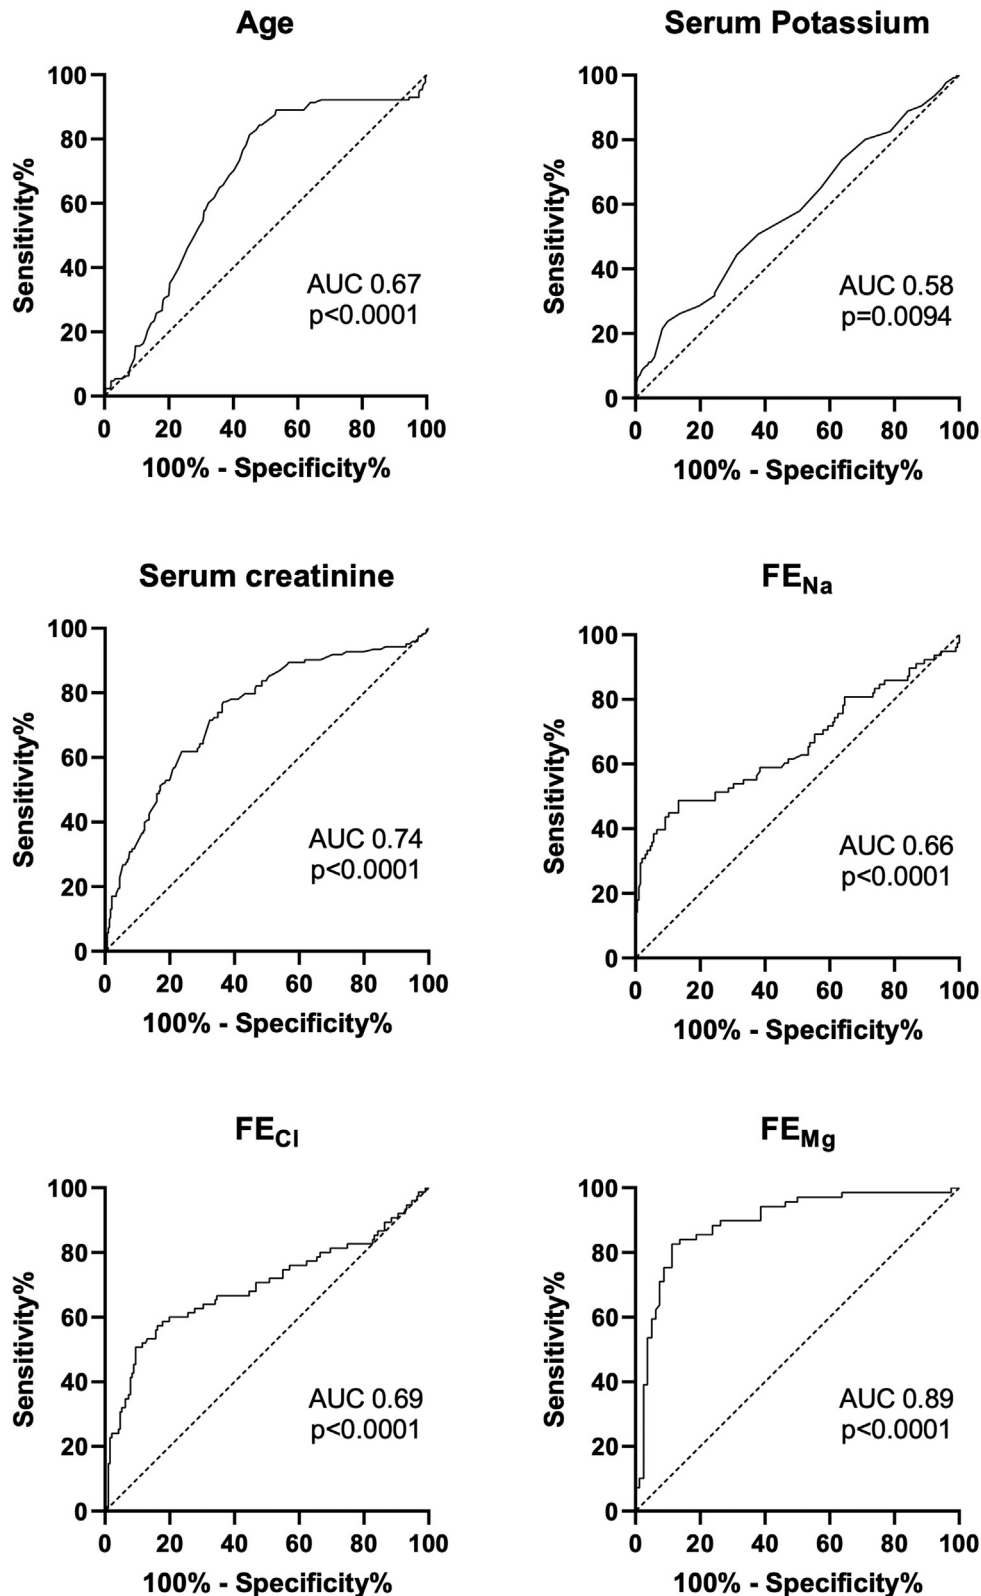 Age
Sensitivity%
100
80
60
40
20
0
AUC 0.67
p<0.0001
0 20 40 60 80 100
100% - Specificity%
Serum Potassium
Sensitivity%
100
80
60
40
20
0
AUC 0.58
p=0.0094
0 20 40 60 80 100
100% - Specificity%
Serum creatinine
Sensitivity%
100
80
60
40
20
0
AUC 0.74
p<0.0001
0 20 40 60 80 100
100% - Specificity%
FENa
Sensitivity%
100
80
60
40
20
0
AUC 0.66
p<0.0001
0 20 40 60 80 100
100% - Specificity%
FECl
Sensitivity%
100
80
60
40
20
0
AUC 0.69
p<0.0001
0 20 40 60 80 100
100% - Specificity%
FEMg
Sensitivity%
100
80
60
40
20
0
AUC 0.89
p<0.0001
0 20 40 60 80 100
100% - Specificity%